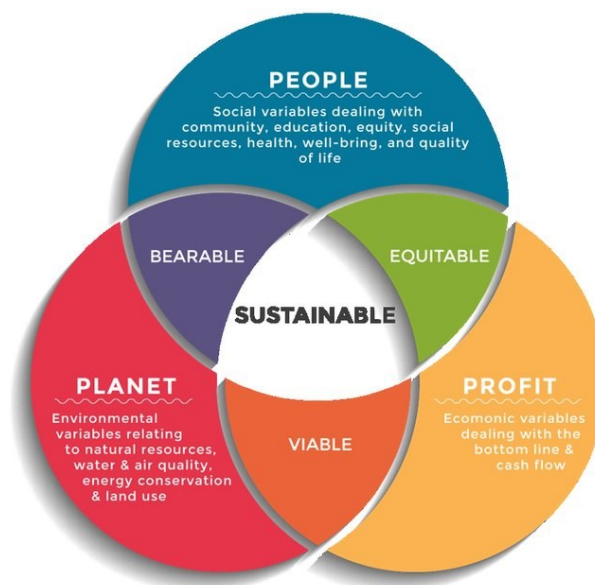 PEOPLE
Social variables dealing with
community, education, equity, social
resources, health, well-bring, and quality
of life
BEARABLE
EQUITABLE
SUSTAINABLE
PLANET
Environmental
variables relating
to natural resources,
water & air quality,
energy conservation
& land use
VIABLE
PROFIT
Ecomonic variables
dealing with the
bottom line &
cash flow